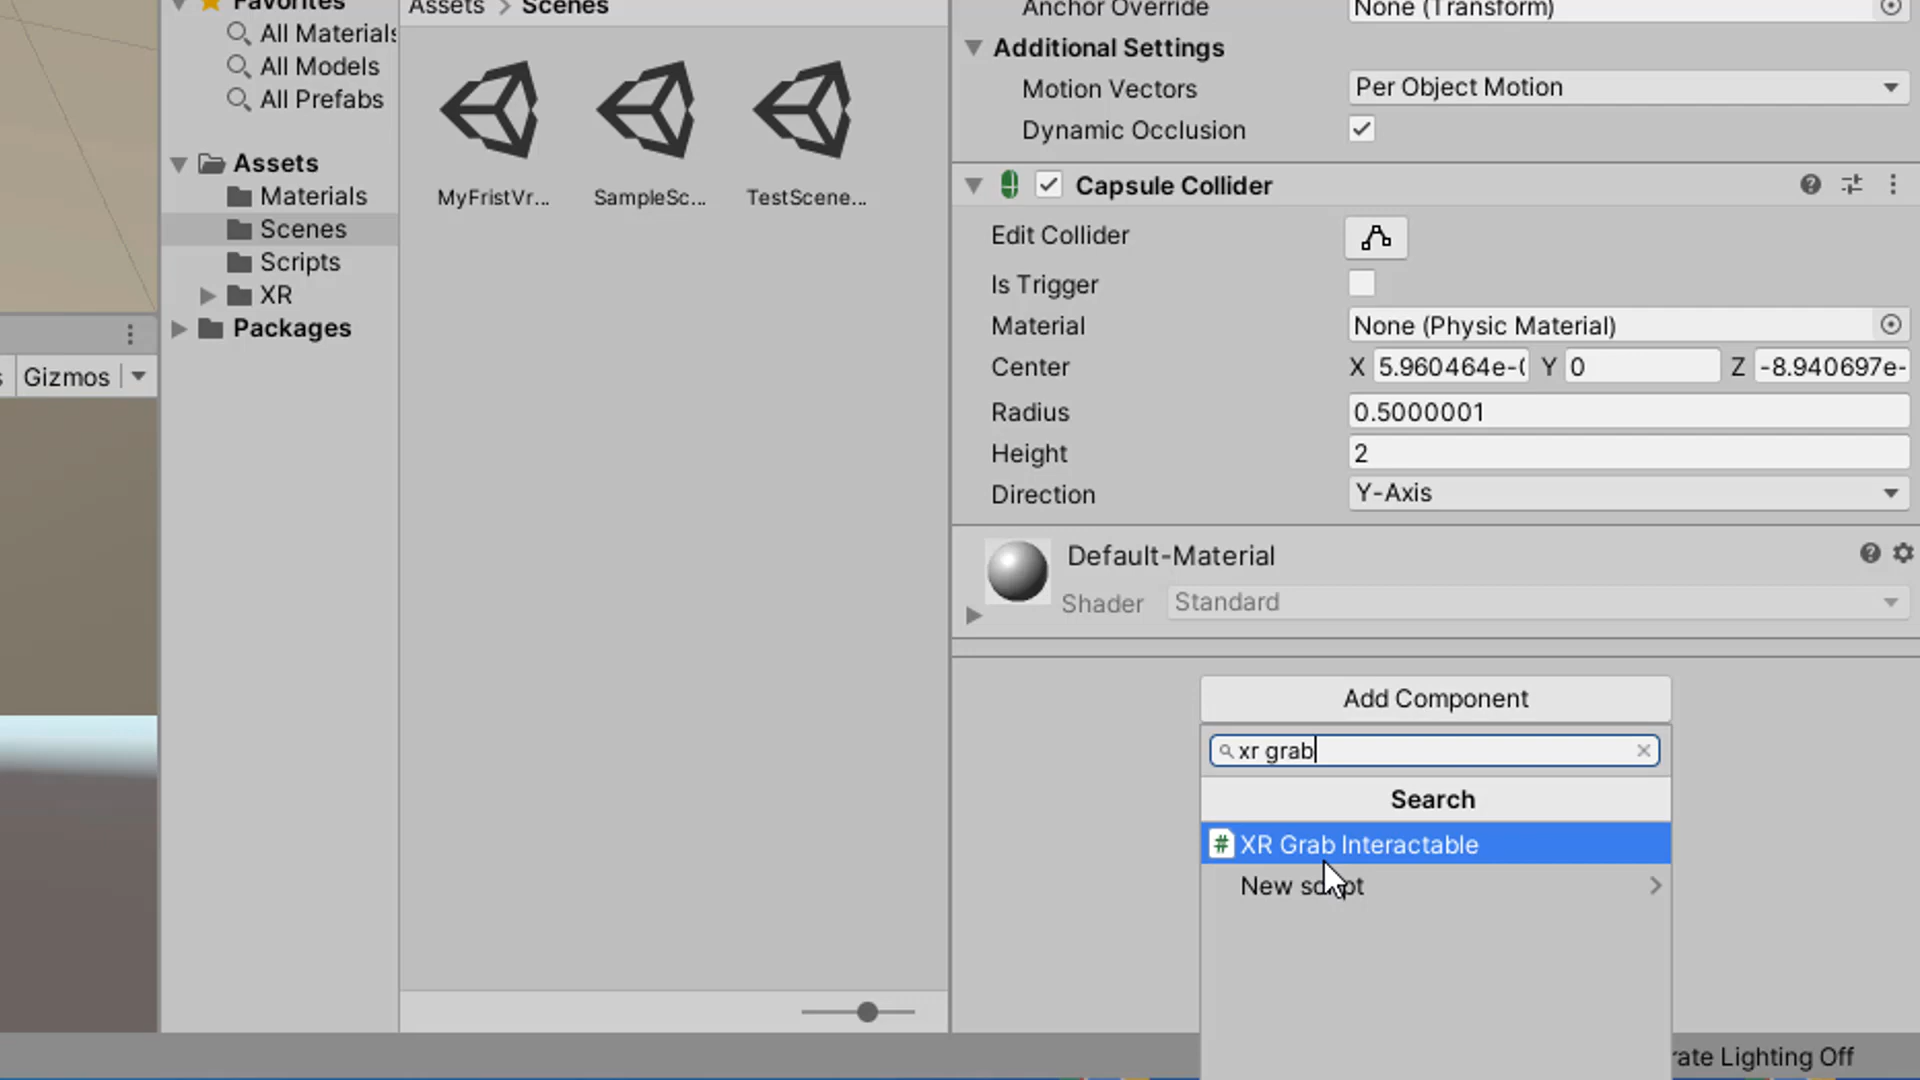 Favorites
All Materials
All Models
All Prefabs
Assets
Materials
Scenes
Scripts
XR
Packages
Gizmos
Assets > Scenes
MyFristVr...
SampleSc...
TestScene...
Anchor Override None (Transform)
Additional Settings
Motion Vectors Per Object Motion
Dynamic Occlusion
Capsule Collider
Edit Collider
Is Trigger
Material None (Physic Material)
Center X 5.960464e-( Y 0 Z -8.940697e-
Radius 0.5000001
Height 2
Direction Y-Axis
Default-Material
Shader Standard
Add Component
xr grab
Search
# XR Grab Interactable
New script
rate Lighting Off